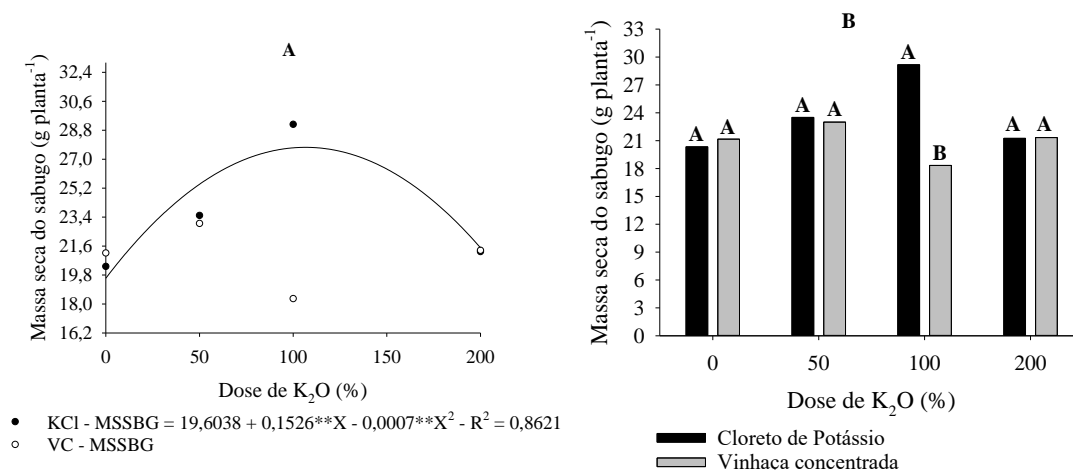 A
Massa seca do sabugo (g planta⁻¹)
32,4
30,6
28,8
27,0
25,2
23,4
21,6
19,8
18,0
16,2
0
50
100
150
200
Dose de K₂O (%)
KCl - MSSBG = 19,6038 + 0,1526**X - 0,0007**X² - R² = 0,8621
VC - MSSBG
B
Massa seca do sabugo (g planta⁻¹)
33
30
27
24
21
18
15
12
9
6
3
0
A
A
A
A
A
B
A
A
0
50
100
200
Dose de K₂O (%)
Cloreto de Potássio
Vinhaça concentrada